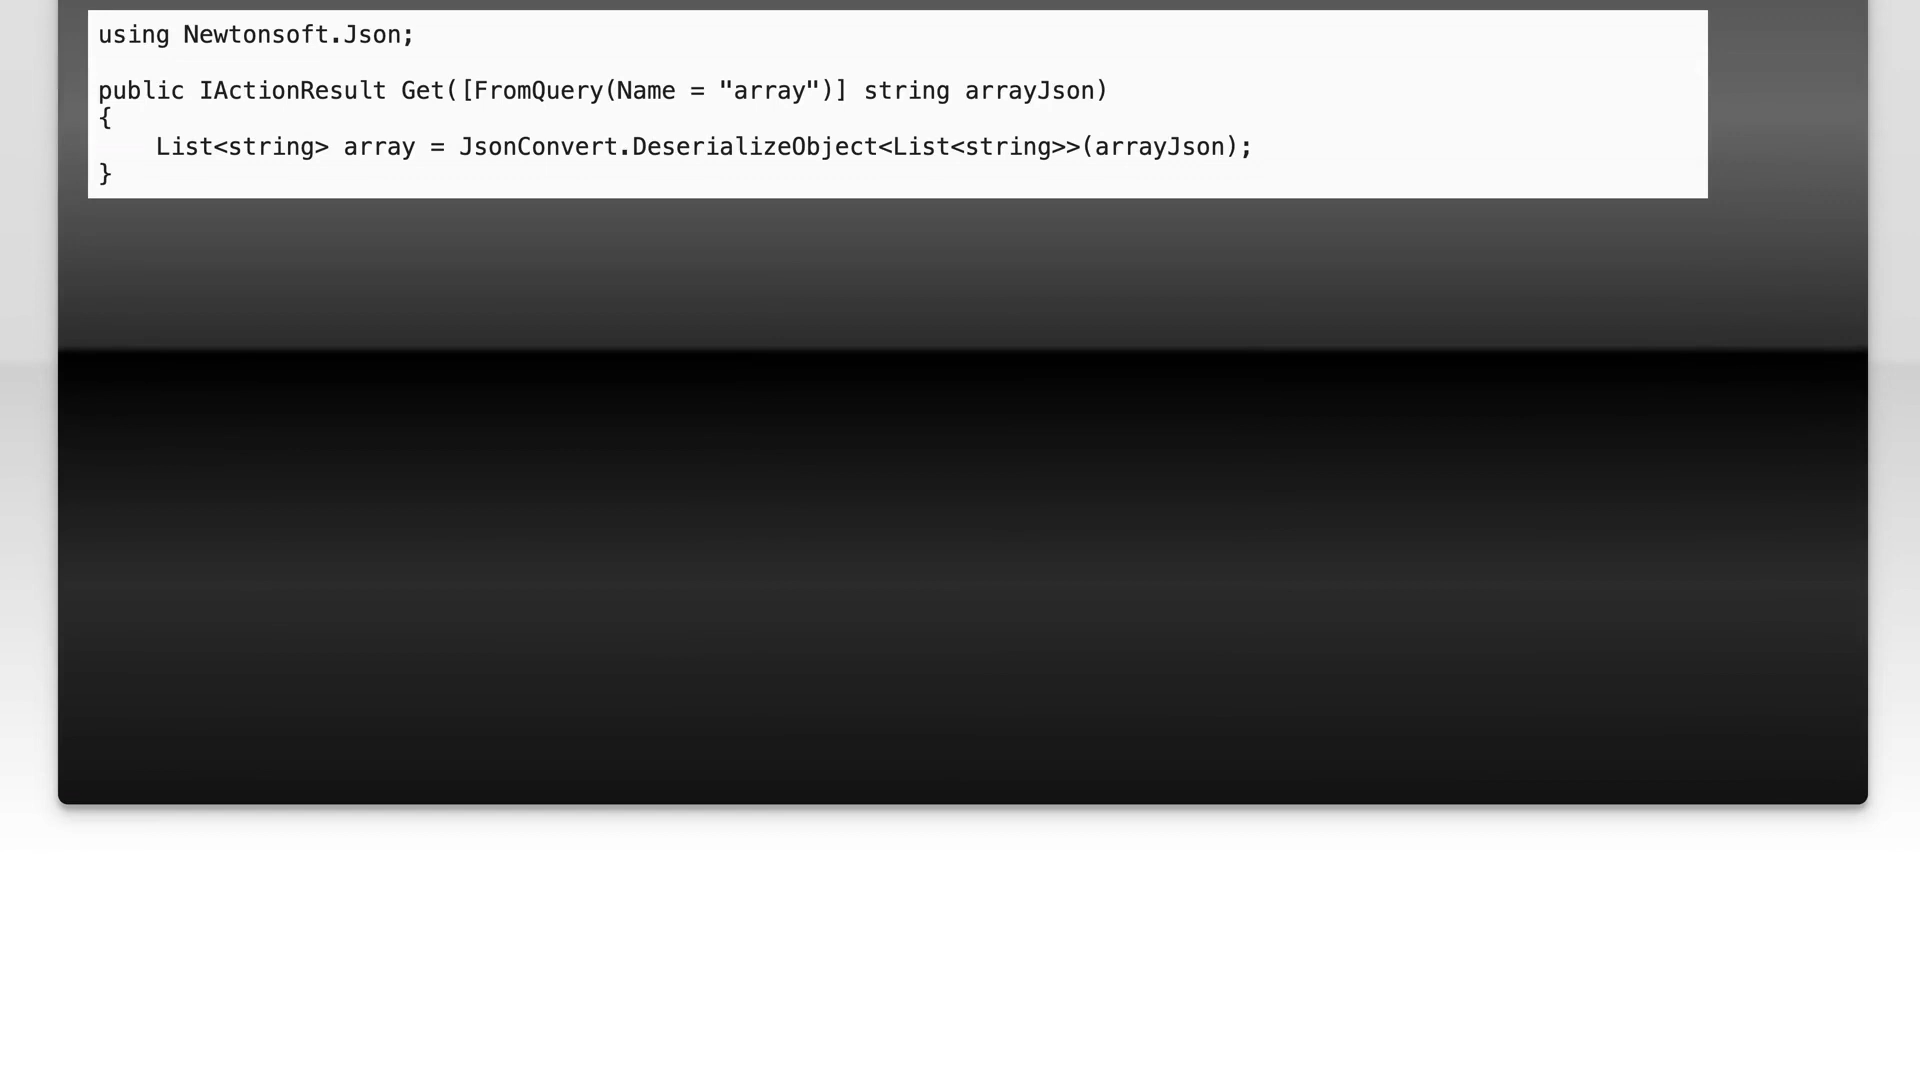 using Newtonsoft.Json;

public IActionResult Get([FromQuery(Name = "array")] string arrayJson)
{
    List<string> array = JsonConvert.DeserializeObject<List<string>>(arrayJson);
}